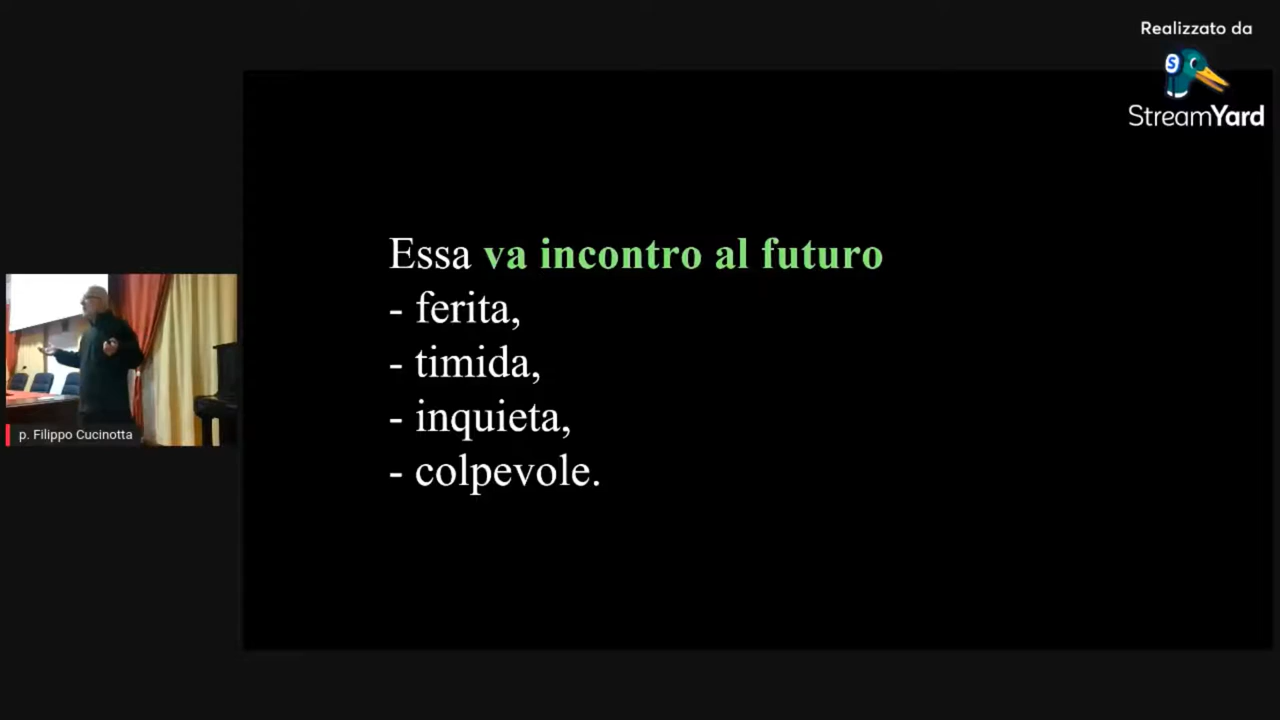 Realizzato da
StreamYard
Essa va incontro al futuro
- ferita,
- timida,
- inquieta,
- colpevole.
p. Filippo Cucinotta